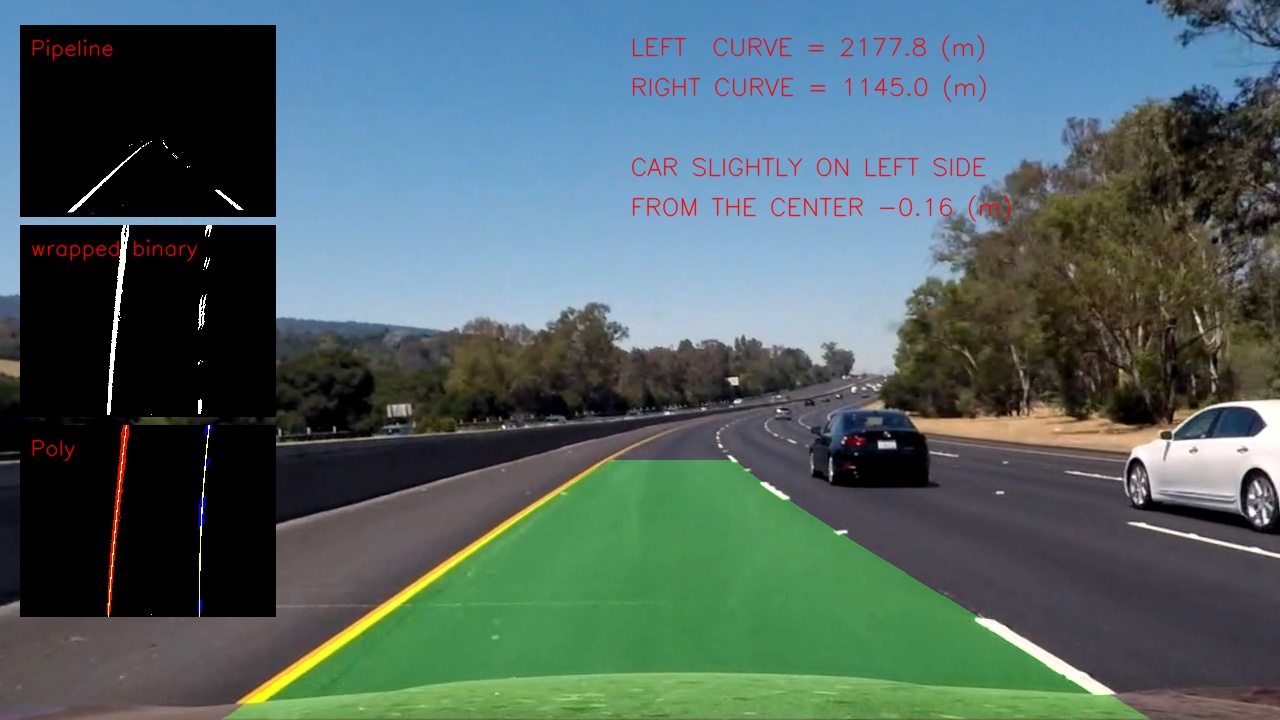 Pipeline
wrapped binary
Poly
LEFT CURVE = 2177.8 (m)
RIGHT CURVE = 1145.0 (m)
CAR SLIGHTLY ON LEFT SIDE
FROM THE CENTER -0.16 (m)